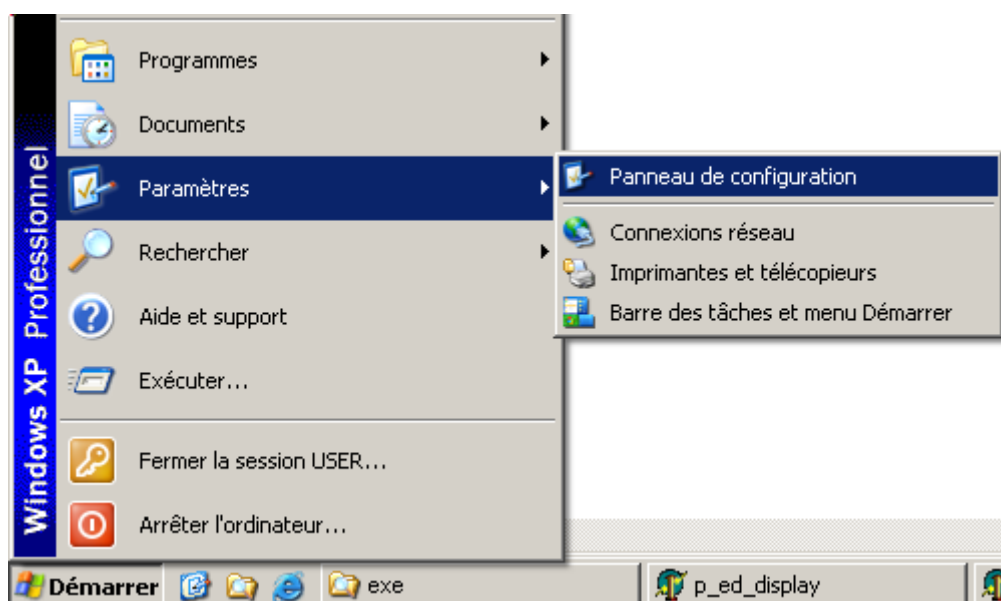 Programmes
Documents
Paramètres
Rechercher
Aide et support
Exécuter...
Fermer la session USER...
Arrêter l'ordinateur...
Windows XP Professionnel
Panneau de configuration
Connexions réseau
Imprimantes et télécopieurs
Barre des tâches et menu Démarrer
Démarrer
exe
p_ed_display